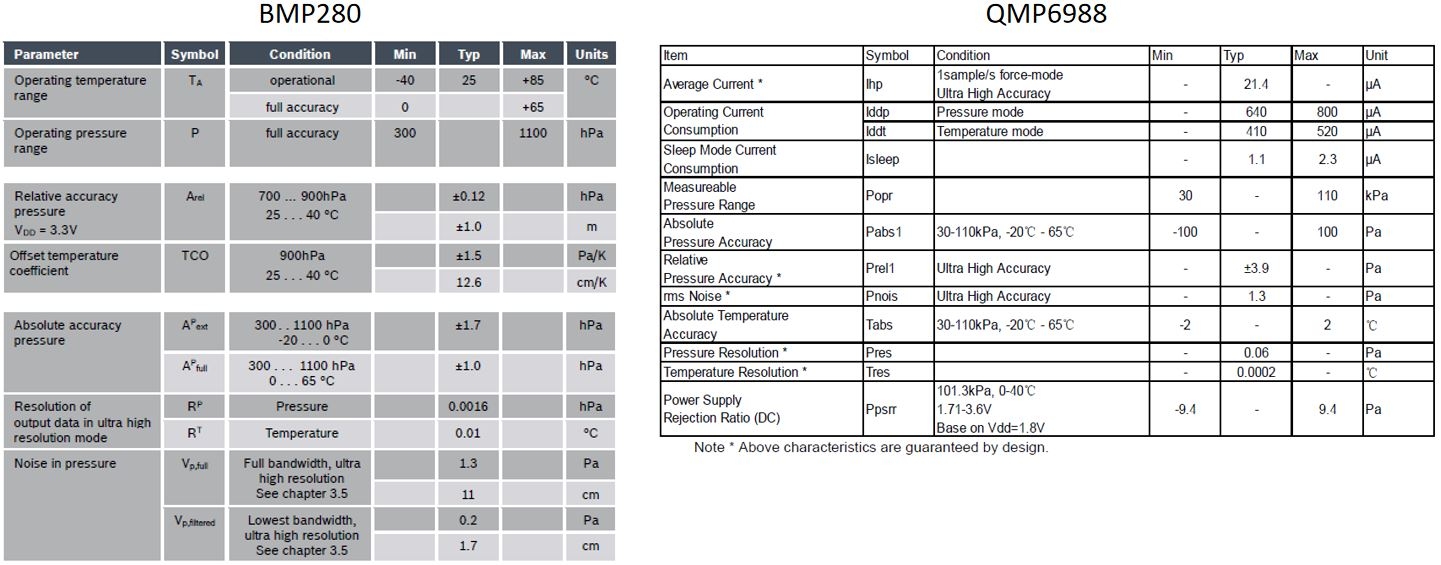 BMP280
Parameter Symbol Condition Min Typ Max Units
Operating temperature range TA operational -40 25 +85 °C
full accuracy 0 +65
Operating pressure range P full accuracy 300 1100 hPa
Relative accuracy pressure VDD = 3.3V Arel 700 ... 900hPa 25 . . . 40 °C ±0.12 hPa
±1.0 m
Offset temperature coefficient TCO 900hPa 25 . . . 40 °C ±1.5 Pa/K
12.6 cm/K
Absolute accuracy pressure APext 300 . . 1100 hPa -20 . . . 0 °C ±1.7 hPa
APfull 300 . . . 1100 hPa 0 . . . 65 °C ±1.0 hPa
Resolution of output data in ultra high resolution mode RP Pressure 0.0016 hPa
RT Temperature 0.01 °C
Noise in pressure Vp,full Full bandwidth, ultra high resolution See chapter 3.5 1.3 Pa
11 cm
Vp,filtered Lowest bandwidth, ultra high resolution See chapter 3.5 0.2 Pa
1.7 cm
QMP6988
Item Symbol Condition Min Typ Max Unit
Average Current * Ihp 1sample/s force-mode Ultra High Accuracy - 21.4 - μA
Operating Current Consumption Iddp Pressure mode - 640 800 μA
Iddt Temperature mode - 410 520 μA
Sleep Mode Current Consumption Isleep - 1.1 2.3 μA
Measureable Pressure Range Popr 30 - 110 kPa
Absolute Pressure Accuracy Pabs1 30-110kPa, -20℃ - 65℃ -100 - 100 Pa
Relative Pressure Accuracy * Prel1 Ultra High Accuracy - ±3.9 - Pa
rms Noise * Pnois Ultra High Accuracy - 1.3 - Pa
Absolute Temperature Accuracy Tabs 30-110kPa, -20℃ - 65℃ -2 - 2 ℃
Pressure Resolution * Pres - 0.06 - Pa
Temperature Resolution * Tres - 0.0002 - ℃
Power Supply Rejection Ratio (DC) Ppsrr 101.3kPa, 0-40℃ 1.71-3.6V Base on Vdd=1.8V -9.4 - 9.4 Pa
Note * Above characteristics are guaranteed by design.